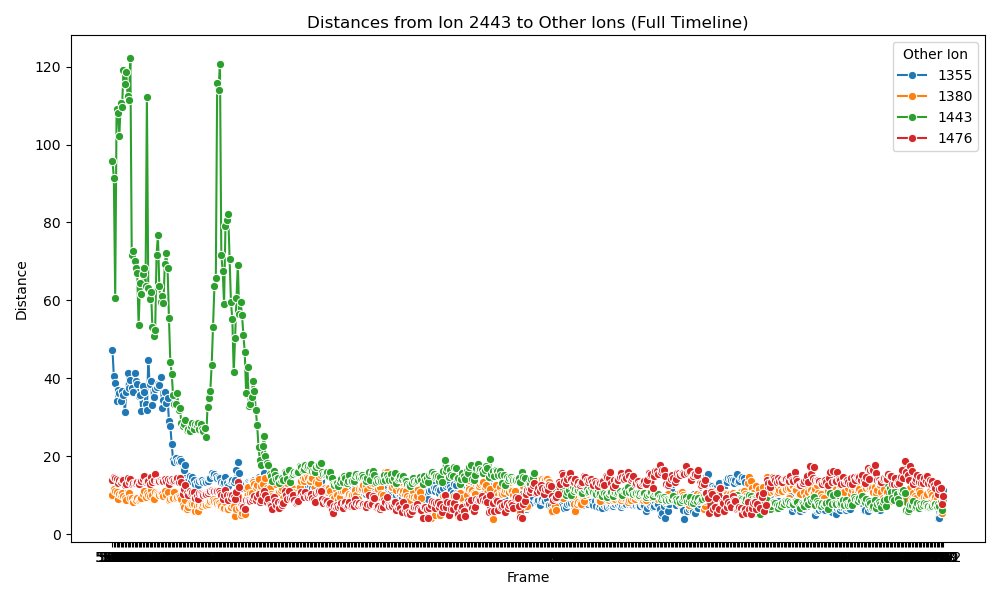 Distances from Ion 2443 to Other Ions (Full Timeline)
Other Ion
1355
1380
1443
1476
120
100
80
60
40
20
0
Distance
Frame